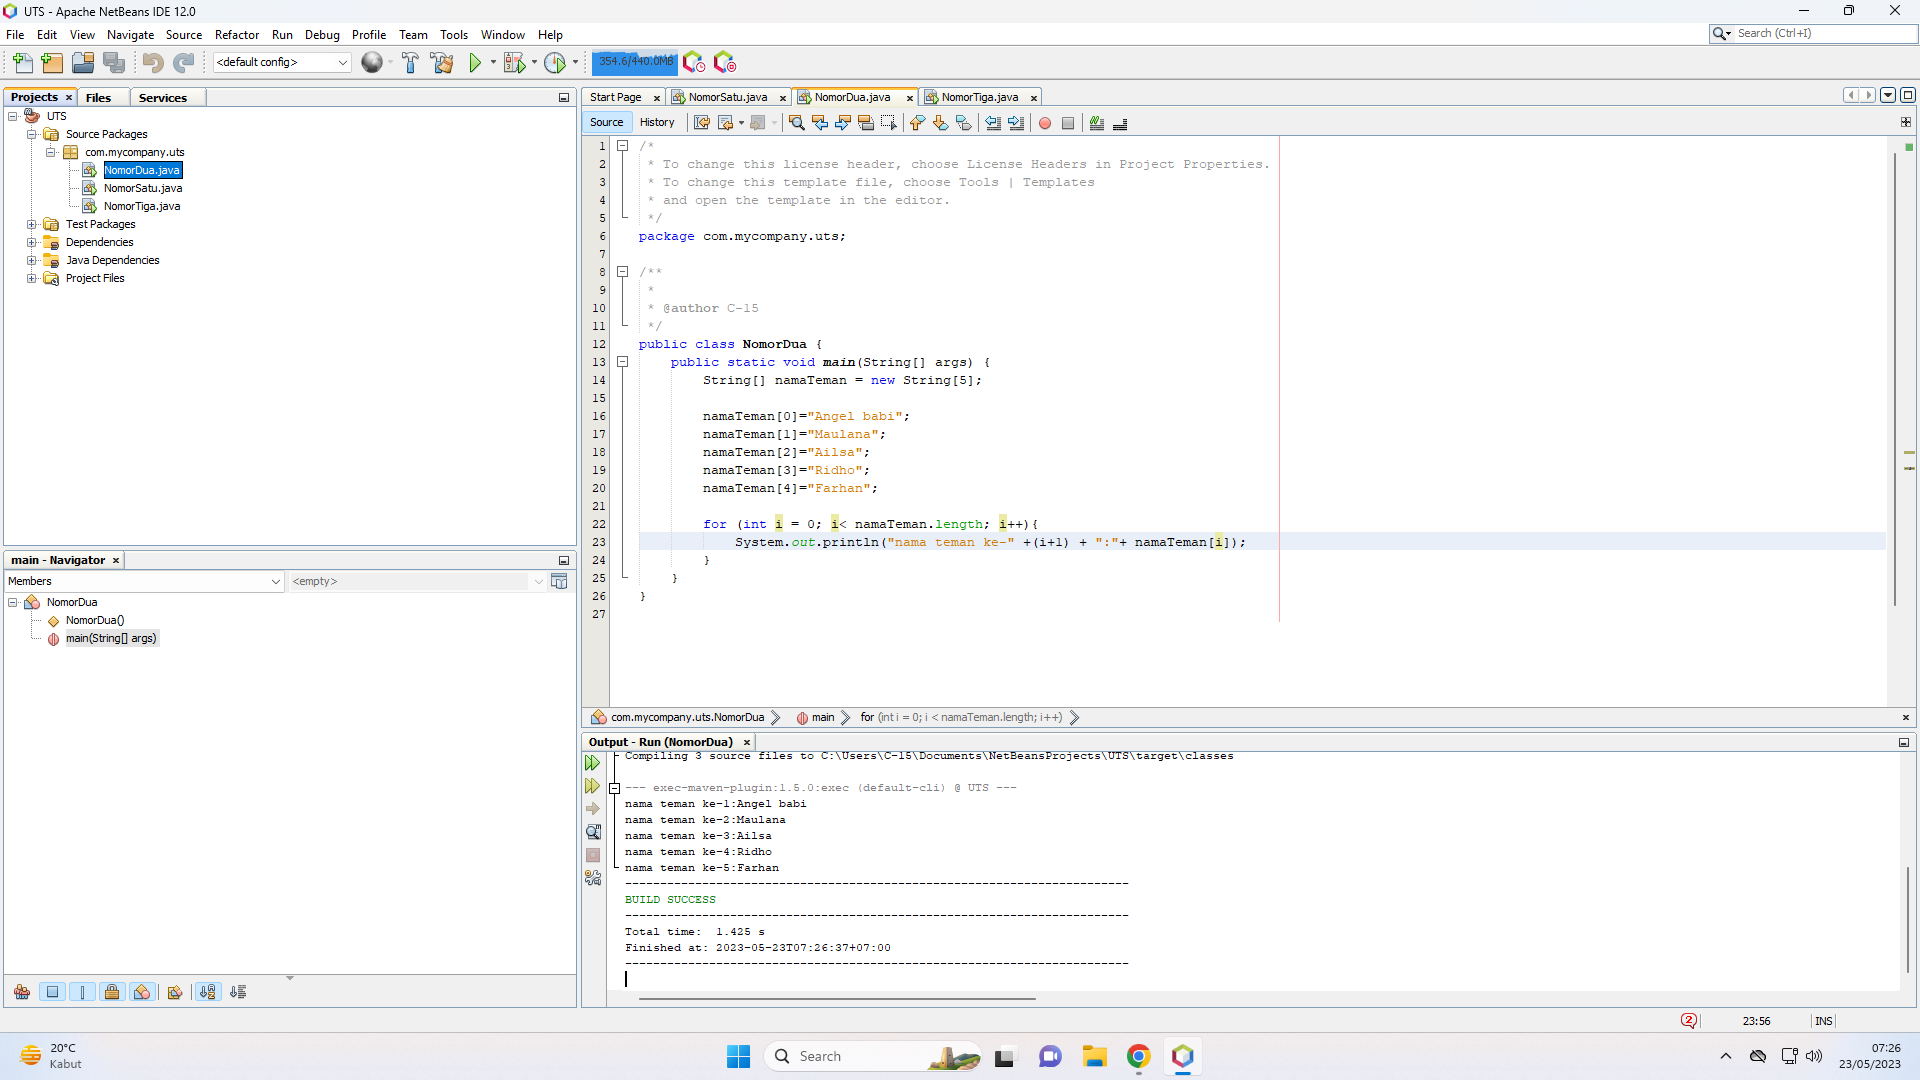 UTS - Apache NetBeans IDE 12.0
File Edit View Navigate Source Refactor Run Debug Profile Team Tools Window Help
Search (Ctrl+I)
<default config>
354.6/440.0MB
Projects Files Services
UTS
Source Packages
com.mycompany.uts
NomorDua.java
NomorSatu.java
NomorTiga.java
Test Packages
Dependencies
Java Dependencies
Project Files
main - Navigator
Members
<empty>
NomorDua
NomorDua()
main(String[] args)
Start Page NomorSatu.java NomorDua.java NomorTiga.java
Source History
1 /*
2 * To change this license header, choose License Headers in Project Properties.
3 * To change this template file, choose Tools | Templates
4 * and open the template in the editor.
5 */
6 package com.mycompany.uts;
7
8 /**
9 *
10 * @author C-15
11 */
12 public class NomorDua {
13 public static void main(String[] args) {
14 String[] namaTeman = new String[5];
15
16 namaTeman[0]="Angel babi";
17 namaTeman[1]="Maulana";
18 namaTeman[2]="Ailsa";
19 namaTeman[3]="Ridho";
20 namaTeman[4]="Farhan";
21
22 for (int i = 0; i< namaTeman.length; i++){
23 System.out.println("nama teman ke-" +(i+1) + ":"+ namaTeman[i]);
24 }
25 }
26 }
27
com.mycompany.uts.NomorDua main for (int i = 0; i < namaTeman.length; i++)
Output - Run (NomorDua)
Compiling 3 source files to C:\Users\C-15\Documents\NetBeansProjects\UTS\target\classes
--- exec-maven-plugin:1.5.0:exec (default-cli) @ UTS ---
nama teman ke-1:Angel babi
nama teman ke-2:Maulana
nama teman ke-3:Ailsa
nama teman ke-4:Ridho
nama teman ke-5:Farhan
------------------------------------------------------------------------
BUILD SUCCESS
------------------------------------------------------------------------
Total time: 1.425 s
Finished at: 2023-05-23T07:26:37+07:00
------------------------------------------------------------------------
2 23:56 INS
20°C
Kabut
Search
07:26
23/05/2023